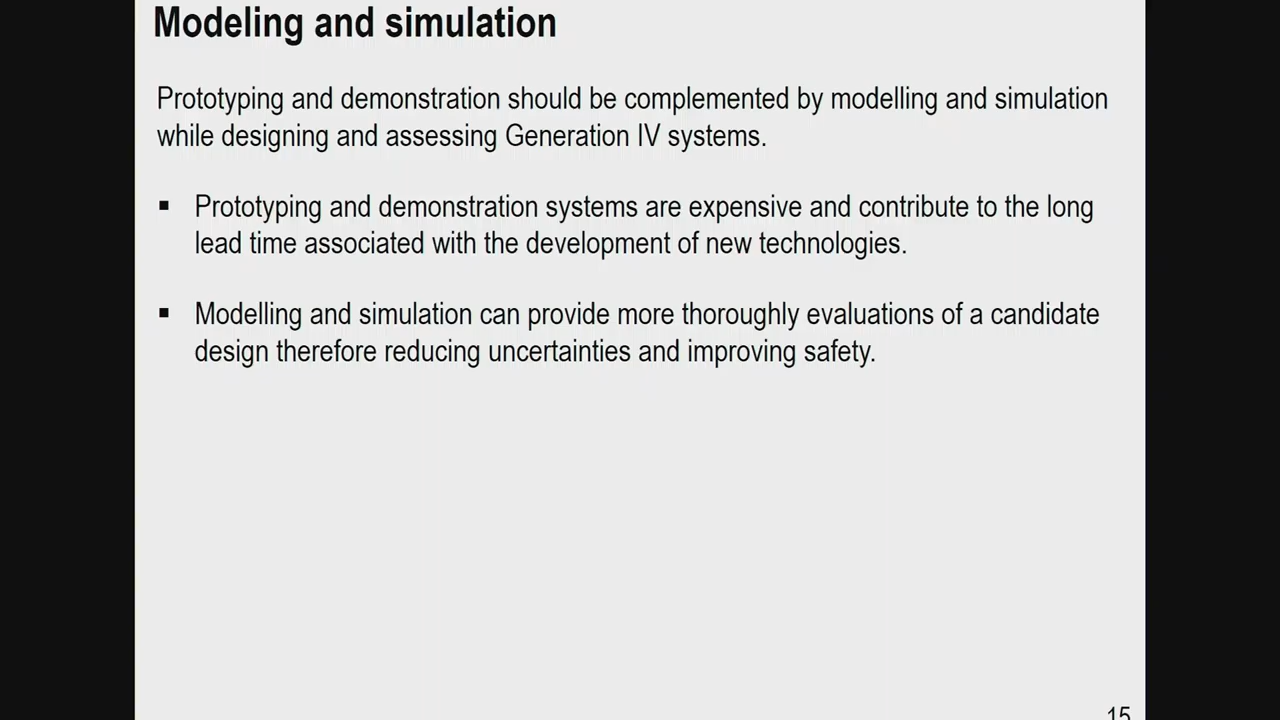 Modeling and simulation
Prototyping and demonstration should be complemented by modelling and simulation
while designing and assessing Generation IV systems.
▪ Prototyping and demonstration systems are expensive and contribute to the long
lead time associated with the development of new technologies.
▪ Modelling and simulation can provide more thoroughly evaluations of a candidate
design therefore reducing uncertainties and improving safety.
15